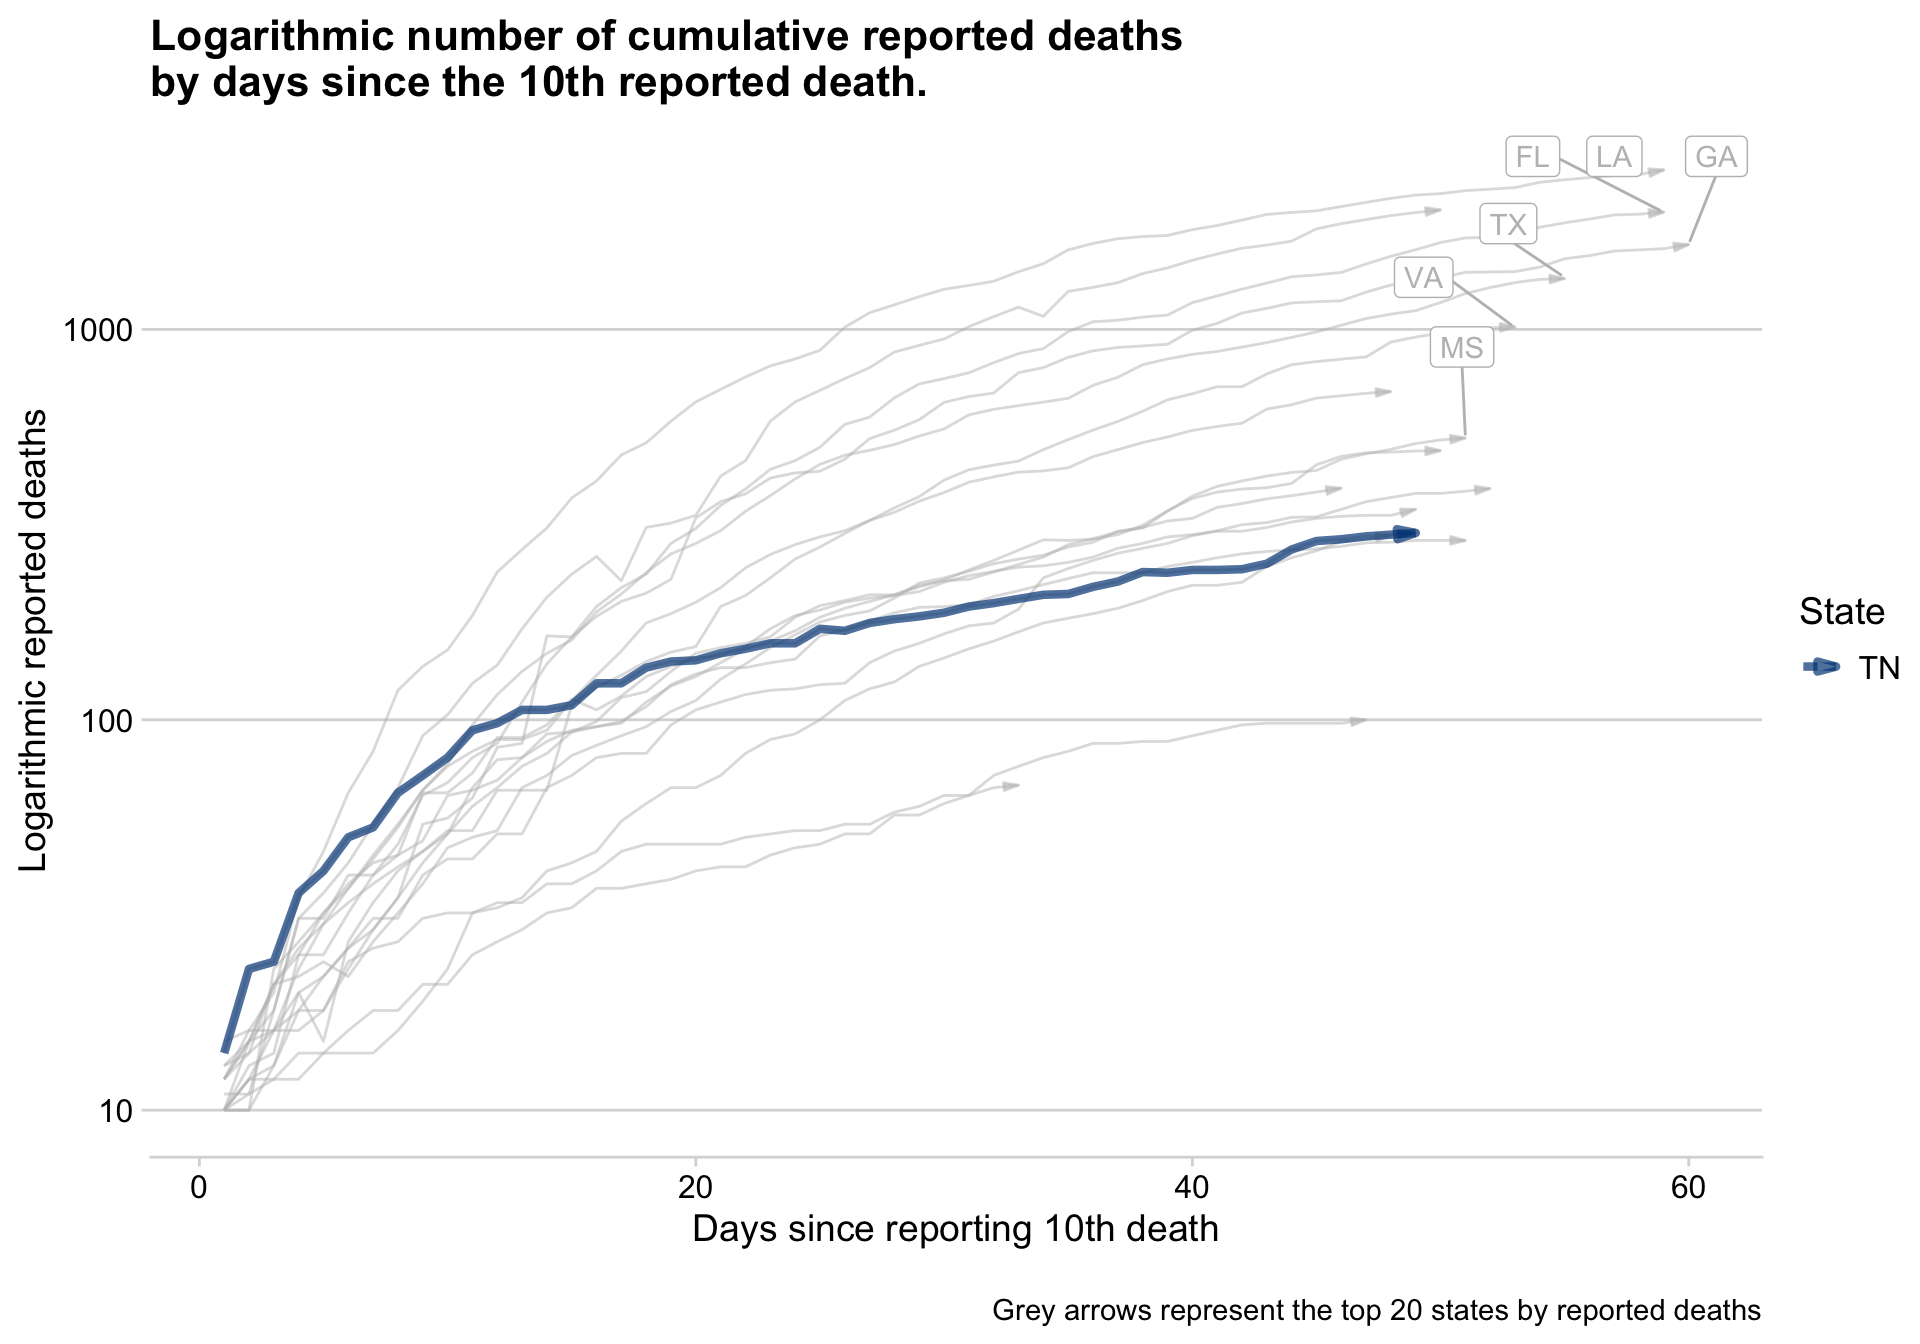 Logarithmic number of cumulative reported deaths
by days since the 10th reported death.
FL
LA
GA
TX
VA
MS
1000
100
10
Logarithmic reported deaths
0
20
40
60
Days since reporting 10th death
State
TN
Grey arrows represent the top 20 states by reported deaths